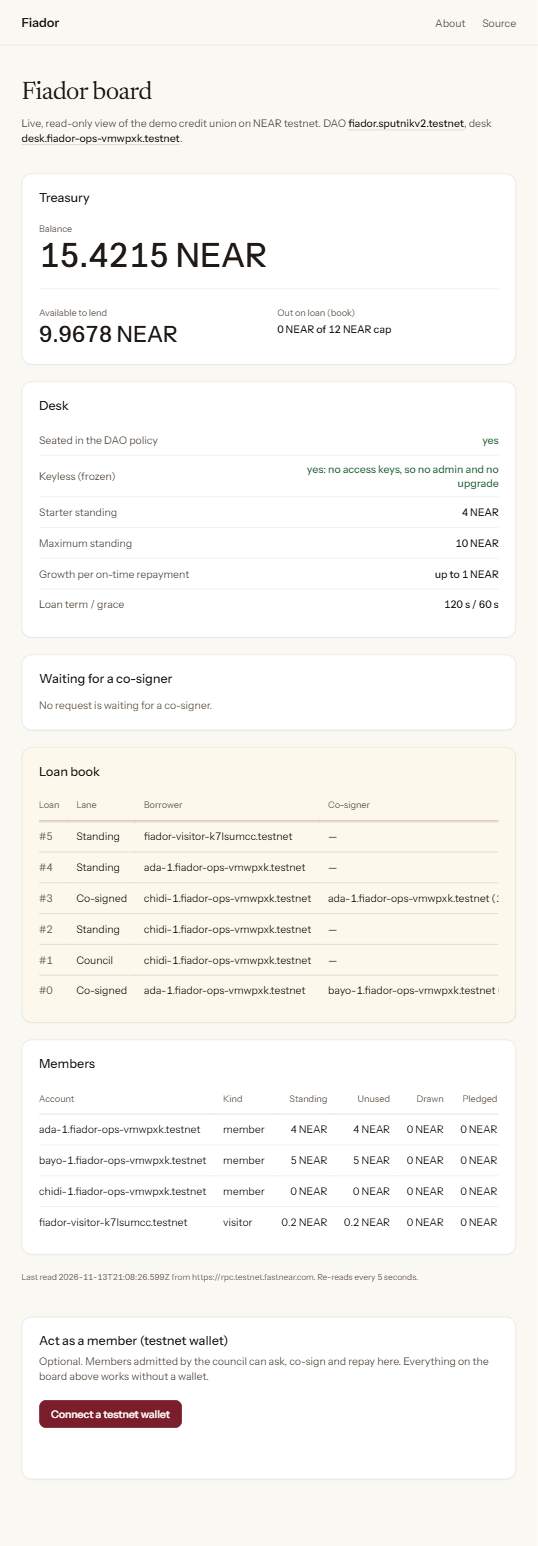 Fiador
About Source
Fiador board
Live, read-only view of the demo credit union on NEAR testnet. DAO fiador.sputnikv2.testnet, desk
desk.fiador-ops-vmwpxk.testnet.
Treasury
Balance
15.4215 NEAR
Available to lend Out on loan (book)
9.9678 NEAR 0 NEAR of 12 NEAR cap
Desk
Seated in the DAO policy yes
Keyless (frozen) yes: no access keys, so no admin and no
upgrade
Starter standing 4 NEAR
Maximum standing 10 NEAR
Growth per on-time repayment up to 1 NEAR
Loan term / grace 120 s / 60 s
Waiting for a co-signer
No request is waiting for a co-signer.
Loan book
Loan Lane Borrower Co-signer
#5 Standing fiador-visitor-k7lsumcc.testnet —
#4 Standing ada-1.fiador-ops-vmwpxk.testnet —
#3 Co-signed chidi-1.fiador-ops-vmwpxk.testnet ada-1.fiador-ops-vmwpxk.testnet
#2 Standing chidi-1.fiador-ops-vmwpxk.testnet —
#1 Council chidi-1.fiador-ops-vmwpxk.testnet —
#0 Co-signed ada-1.fiador-ops-vmwpxk.testnet bayo-1.fiador-ops-vmwpxk.testnet
Members
Account Kind Standing Unused Drawn Pledged
ada-1.fiador-ops-vmwpxk.testnet member 4 NEAR 4 NEAR 0 NEAR 0 NEAR
bayo-1.fiador-ops-vmwpxk.testnet member 5 NEAR 5 NEAR 0 NEAR 0 NEAR
chidi-1.fiador-ops-vmwpxk.testnet member 0 NEAR 0 NEAR 0 NEAR 0 NEAR
fiador-visitor-k7lsumcc.testnet visitor 0.2 NEAR 0.2 NEAR 0 NEAR 0 NEAR
Last read 2026-11-13T21:08:26.599Z from https://rpc.testnet.fastnear.com. Re-reads every 5 seconds.
Act as a member (testnet wallet)
Optional. Members admitted by the council can ask, co-sign and repay here. Everything on the
board above works without a wallet.
Connect a testnet wallet